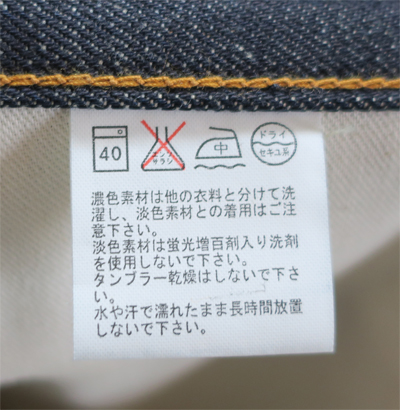 40
エンソ
サラシ
中
ドライ
セキユ系
濃色素材は他の衣料と分けて洗
濯し、淡色素材との着用はご注
意下さい。
淡色素材は蛍光増百剤入り洗剤
を使用しないで下さい。
タンブラー乾燥はしないで下さ
い。
水や汗で濡れたまま長時間放置
しないで下さい。